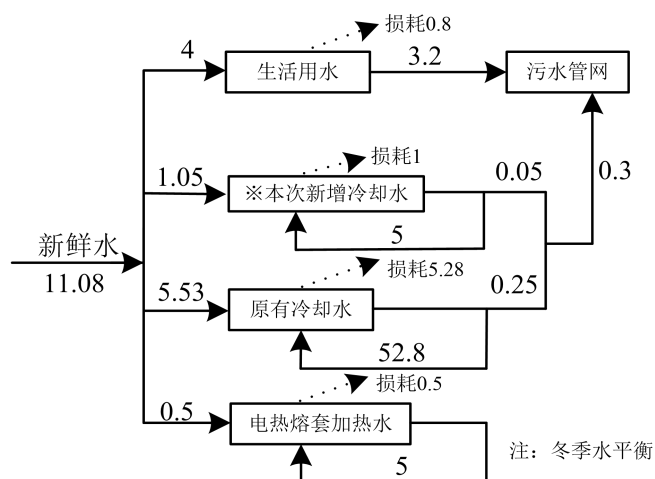 损耗0.8
4
生活用水
3.2
污水管网
损耗1
1.05
※本次新增冷却水
0.05
0.3
5
新鲜水
11.08
损耗5.28
5.53
原有冷却水
0.25
52.8
损耗0.5
0.5
电热熔套加热水
5
注：冬季水平衡